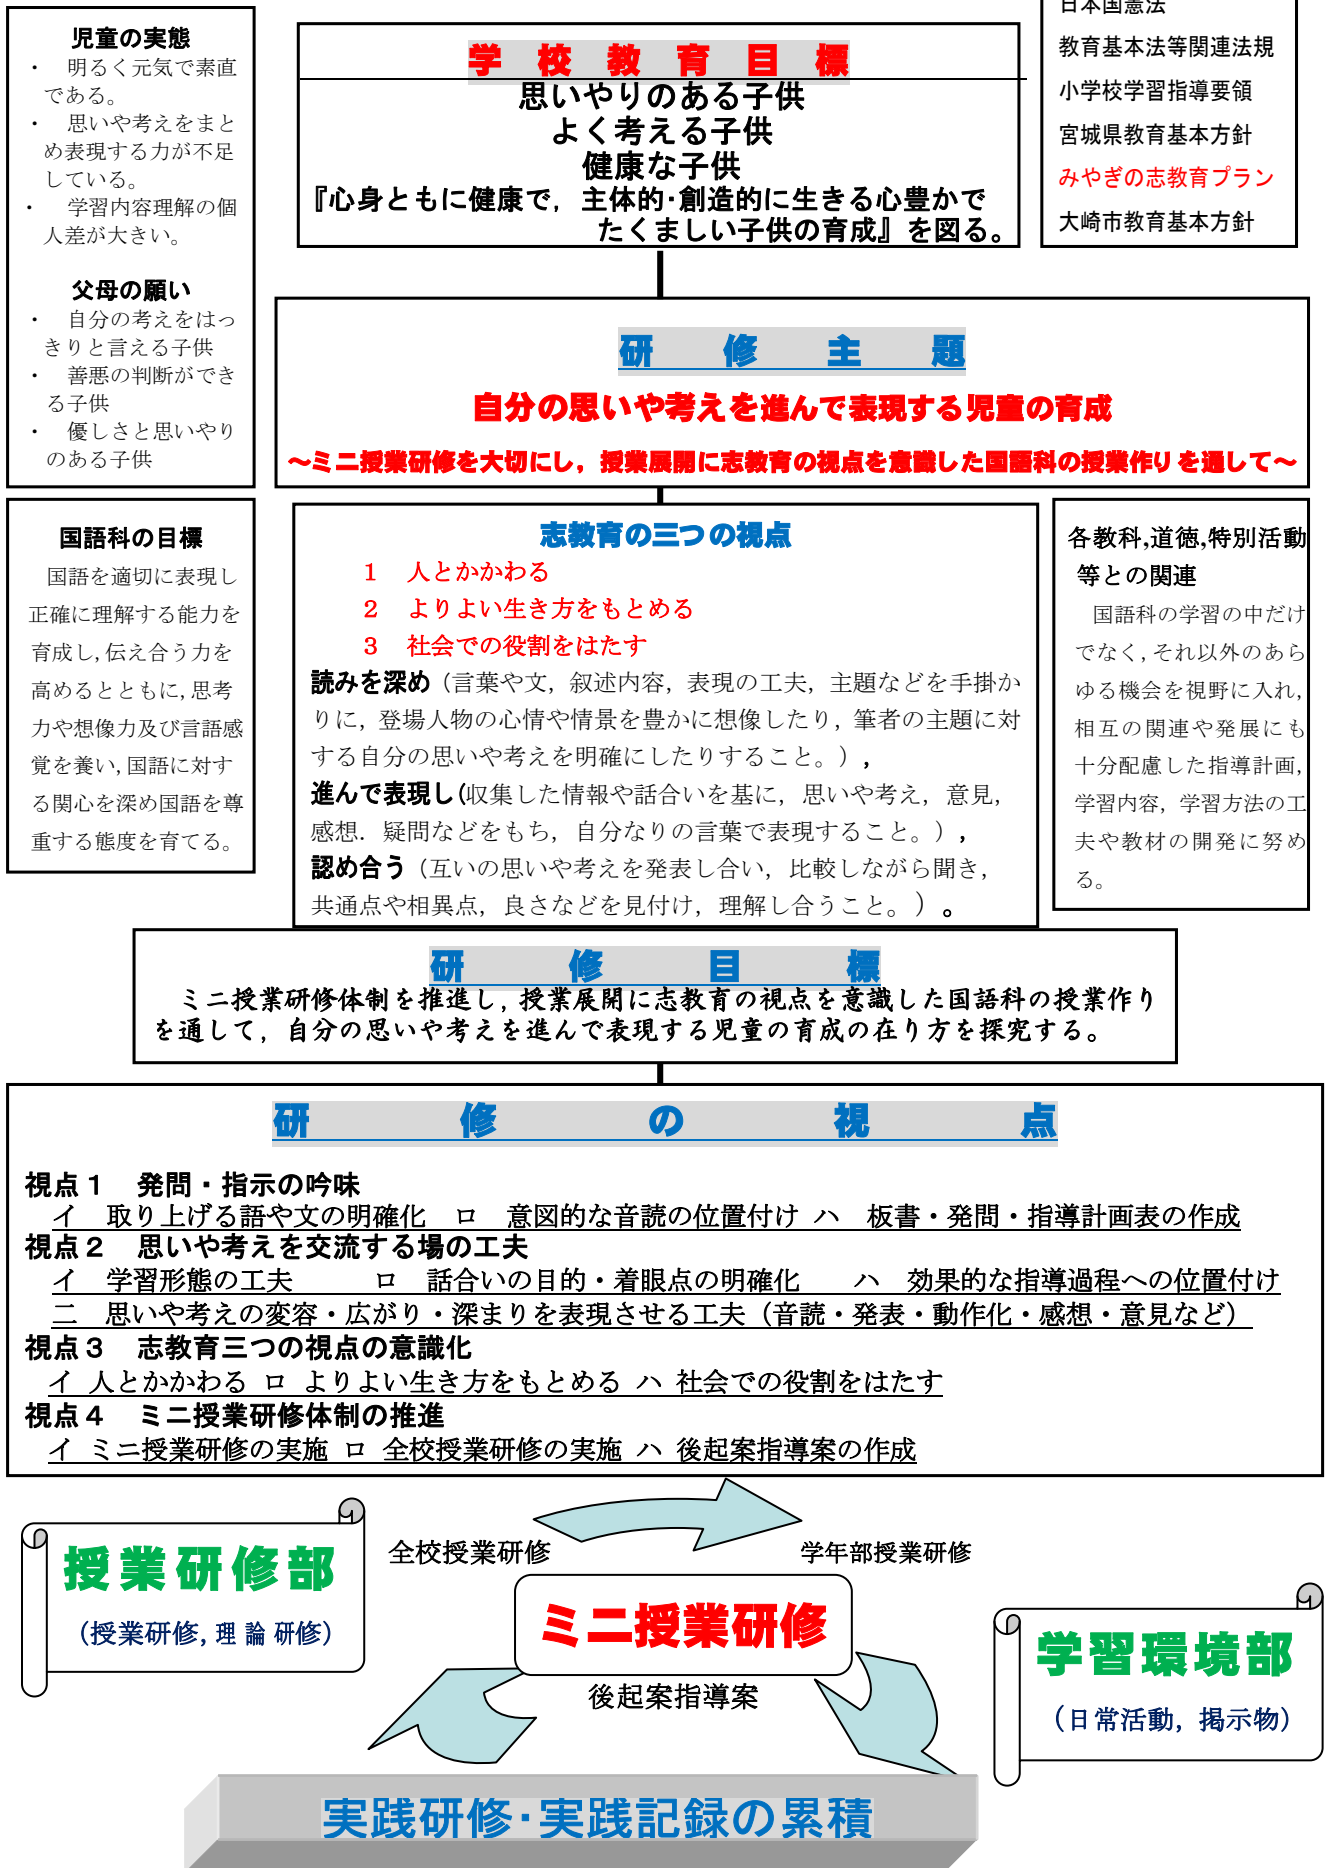 児童の実態
・　明るく元気で素直
である。
・　思いや考えをまと
め表現する力が不足
している。
・　学習内容理解の個
人差が大きい。
父母の願い
・　自分の考えをはっ
きりと言える子供
・　善悪の判断ができ
る子供
・　優しさと思いやり
のある子供
学校教育目標
思いやりのある子供
よく考える子供
健康な子供
『心身ともに健康で，主体的･創造的に生きる心豊かで
たくましい子供の育成』を図る。
日本国憲法
教育基本法等関連法規
小学校学習指導要領
宮城県教育基本方針
みやぎの志教育プラン
大崎市教育基本方針
研　修　主　題
自分の思いや考えを進んで表現する児童の育成
～ミニ授業研修を大切にし，授業展開に志教育の視点を意識した国語科の授業作りを通して～
国語科の目標
国語を適切に表現し
正確に理解する能力を
育成し,伝え合う力を
高めるとともに,思考
力や想像力及び言語感
覚を養い,国語に対す
る関心を深め国語を尊
重する態度を育てる。
志教育の三つの視点
１　人とかかわる
２　よりよい生き方をもとめる
３　社会での役割をはたす
読みを深め（言葉や文，叙述内容，表現の工夫，主題などを手掛か
りに，登場人物の心情や情景を豊かに想像したり，筆者の主題に対
する自分の思いや考えを明確にしたりすること。），
進んで表現し(収集した情報や話合いを基に，思いや考え，意見，
感想．疑問などをもち，自分なりの言葉で表現すること。），
認め合う（互いの思いや考えを発表し合い，比較しながら聞き，
共通点や相異点，良さなどを見付け，理解し合うこと。）。
各教科,道徳,特別活動
等との関連
国語科の学習の中だけ
でなく,それ以外のあら
ゆる機会を視野に入れ,
相互の関連や発展にも
十分配慮した指導計画,
学習内容，学習方法の工
夫や教材の開発に努め
る。
研　修　目　標
ミニ授業研修体制を推進し,授業展開に志教育の視点を意識した国語科の授業作り
を通して，自分の思いや考えを進んで表現する児童の育成の在り方を探究する。
研　修　の　視　点
視点１　発問・指示の吟味
イ　取り上げる語や文の明確化　ロ　意図的な音読の位置付け　ハ　板書・発問・指導計画表の作成
視点２　思いや考えを交流する場の工夫
イ　学習形態の工夫　　　ロ　話合いの目的・着眼点の明確化　　ハ　効果的な指導過程への位置付け
二　思いや考えの変容・広がり・深まりを表現させる工夫（音読・発表・動作化・感想・意見など）
視点３　志教育三つの視点の意識化
イ 人とかかわる ロ よりよい生き方をもとめる ハ 社会での役割をはたす
視点４　ミニ授業研修体制の推進
イ ミニ授業研修の実施 ロ 全校授業研修の実施 ハ 後起案指導案の作成
授業研修部
（授業研修,理論研修）
全校授業研修
学年部授業研修
ミニ授業研修
後起案指導案
学習環境部
（日常活動，掲示物）
実践研修･実践記録の累積